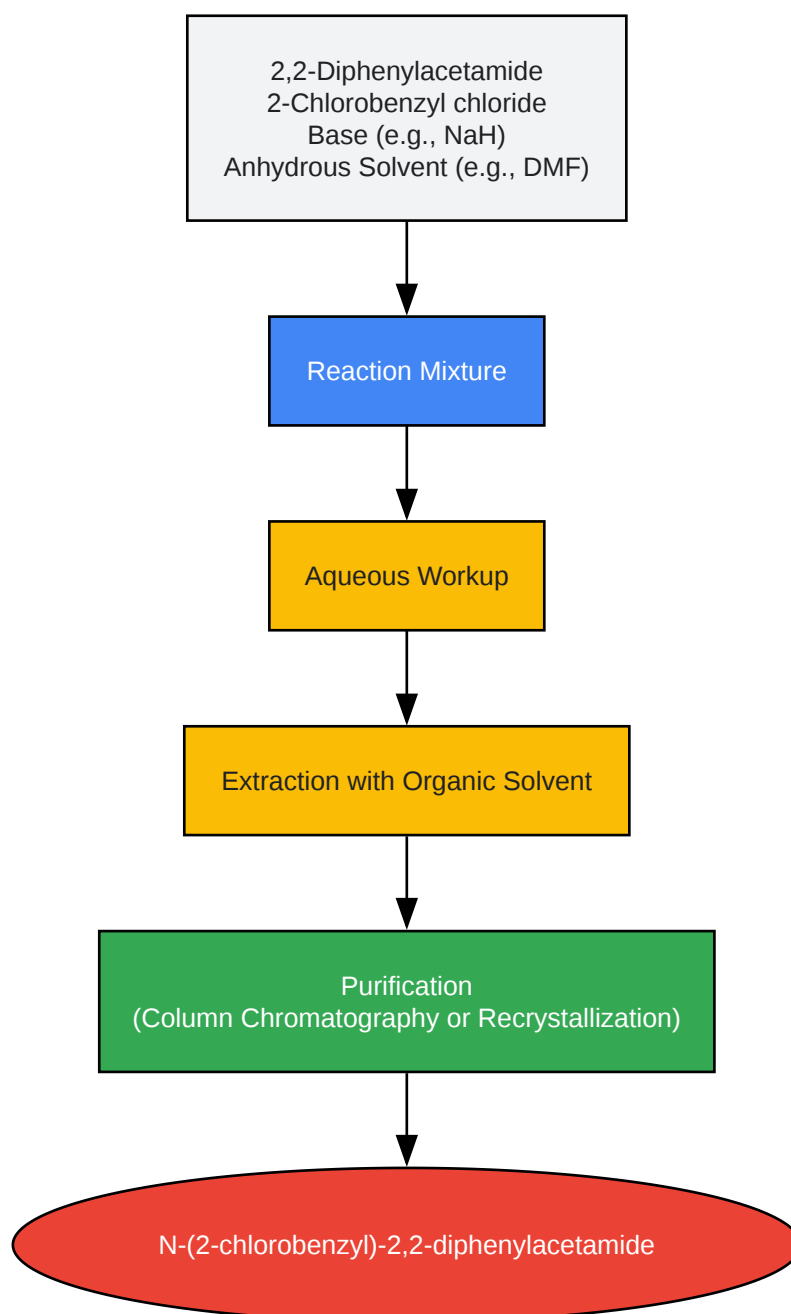 2,2-Diphenylacetamide
2-Chlorobenzyl chloride
Base (e.g., NaH)
Anhydrous Solvent (e.g., DMF)
Reaction Mixture
Aqueous Workup
Extraction with Organic Solvent
Purification
(Column Chromatography or Recrystallization)
N-(2-chlorobenzyl)-2,2-diphenylacetamide